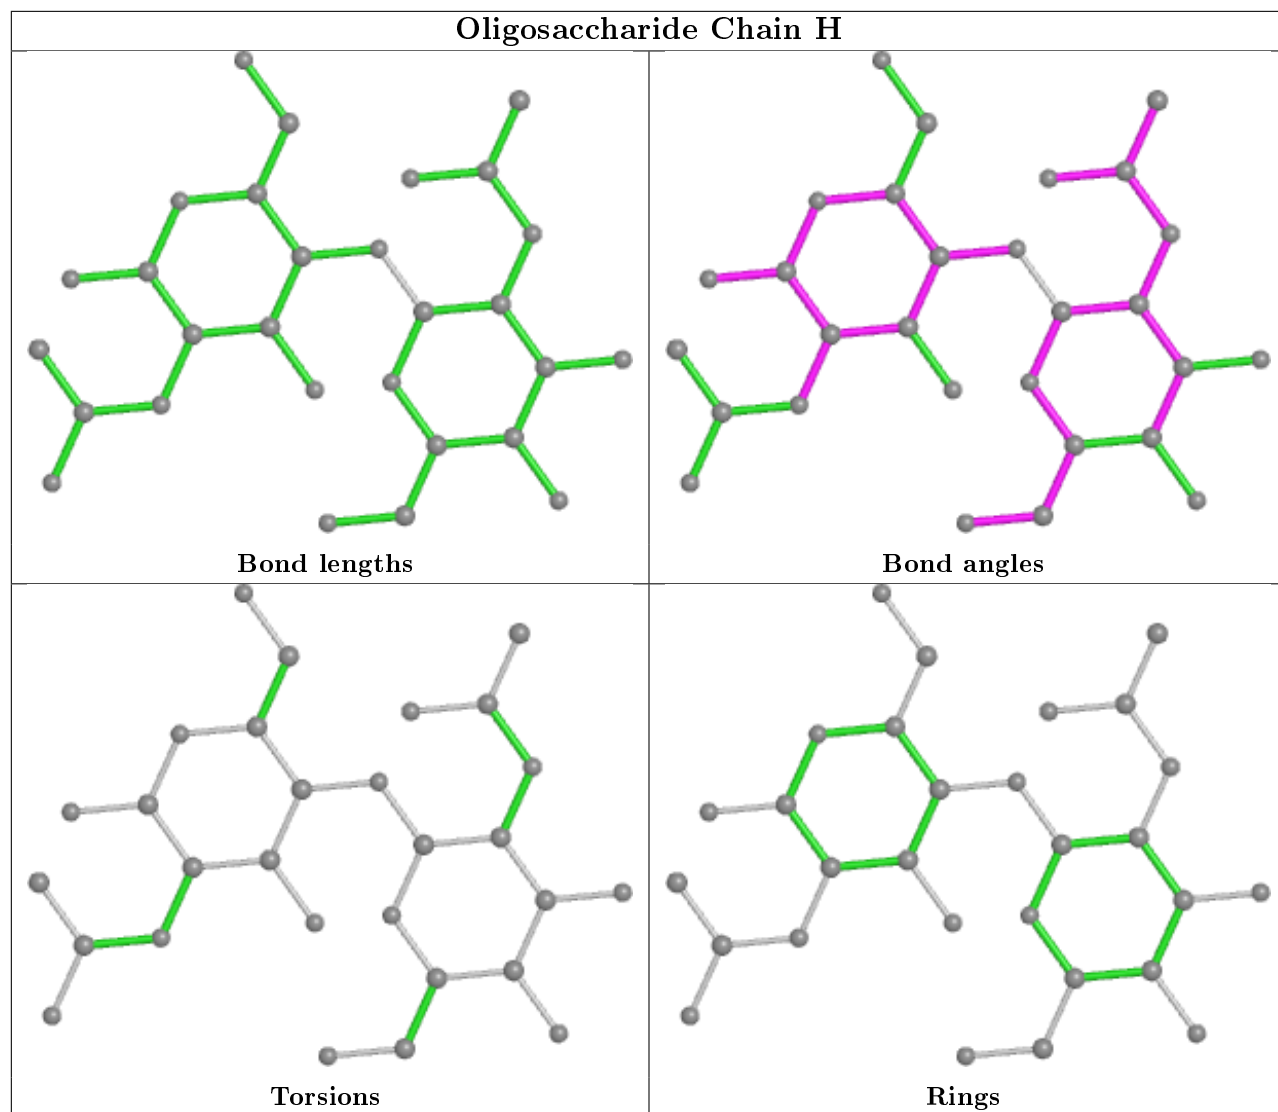 Oligosaccharide Chain H
Bond lengths
Bond angles
Torsions
Rings